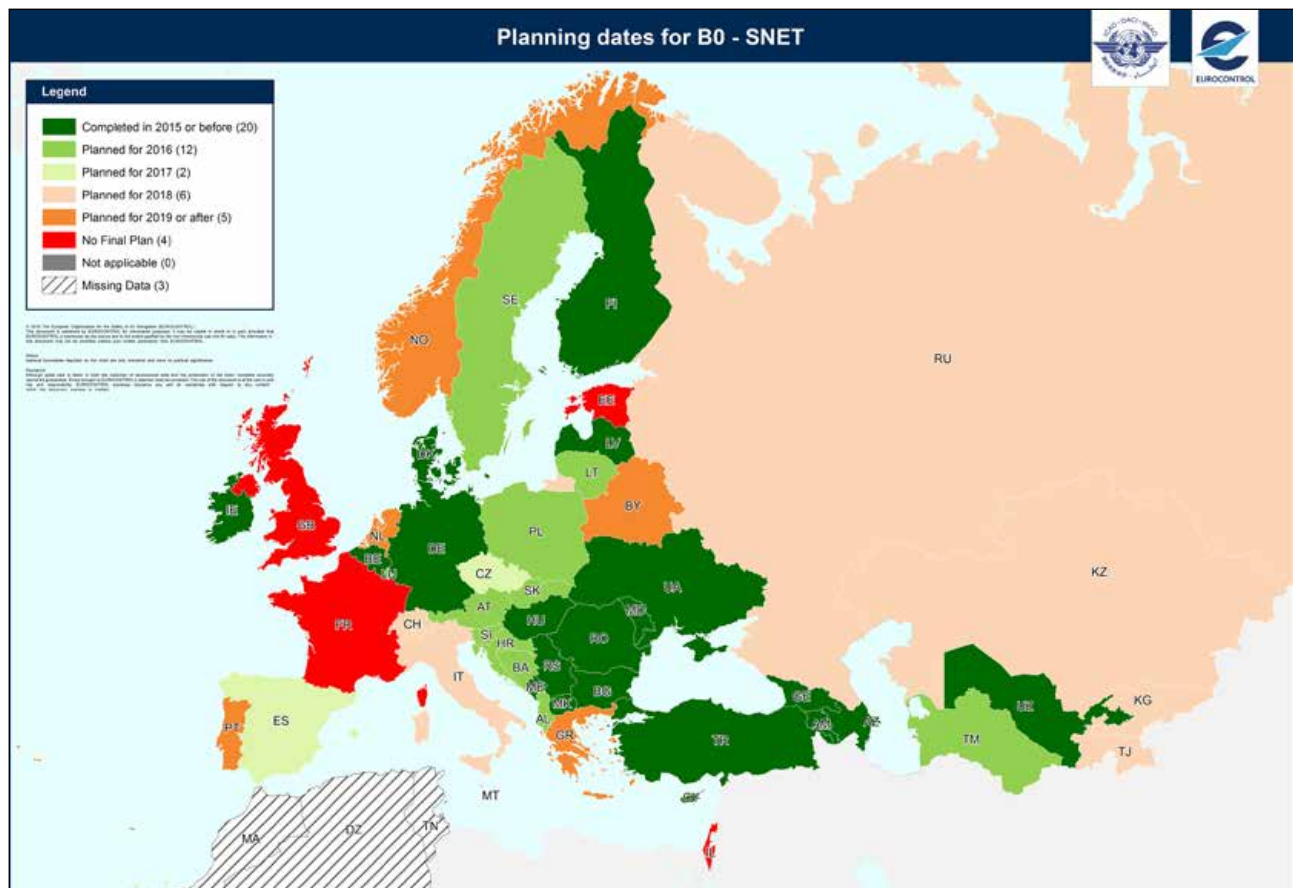 Planning dates for B0 - SNET
EUROCONTROL
Legend
Completed in 2015 or before (20)
Planned for 2016 (12)
Planned for 2017 (2)
Planned for 2018 (6)
Planned for 2019 or after (5)
No Final Plan (4)
Not applicable (0)
Missing Data (3)
NO
SE
FI
RU
EE
LV
LT
DK
IE
GB
NL
BE
LU
DE
PL
BY
CZ
SK
UA
KZ
FR
CH
AT
HU
MD
SI
HR
RO
BA
RS
IT
ME
BG
MK
AL
GR
PT
ES
TR
GE
AM
AZ
UZ
KG
TM
TJ
MT
CY
MA
DZ
TN
IL